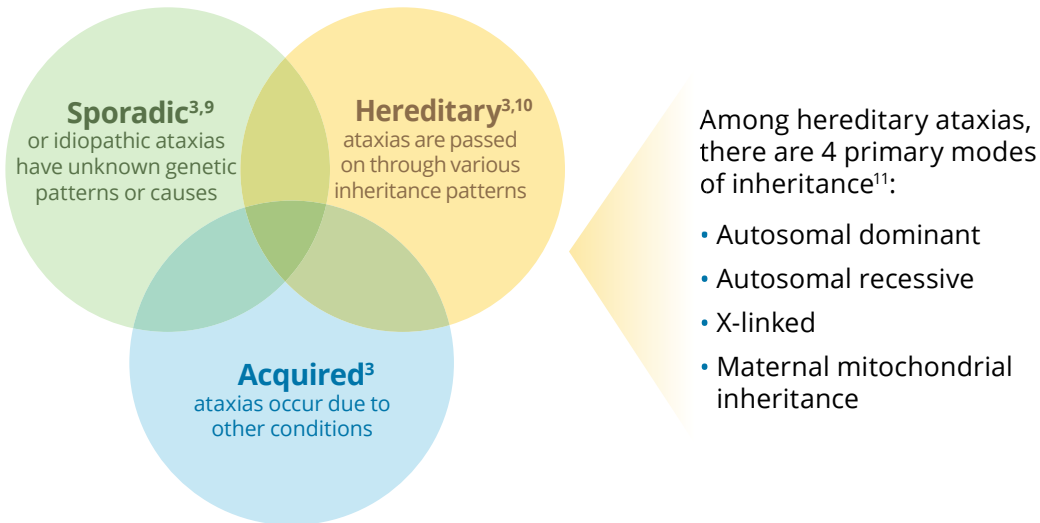 Sporadic3,9
or idiopathic ataxias
have unknown genetic
patterns or causes
Hereditary3,10
ataxias are passed
on through various
inheritance patterns
Acquired3
ataxias occur due to
other conditions
Among hereditary ataxias,
there are 4 primary modes
of inheritance11:
• Autosomal dominant
• Autosomal recessive
• X-linked
• Maternal mitochondrial
inheritance